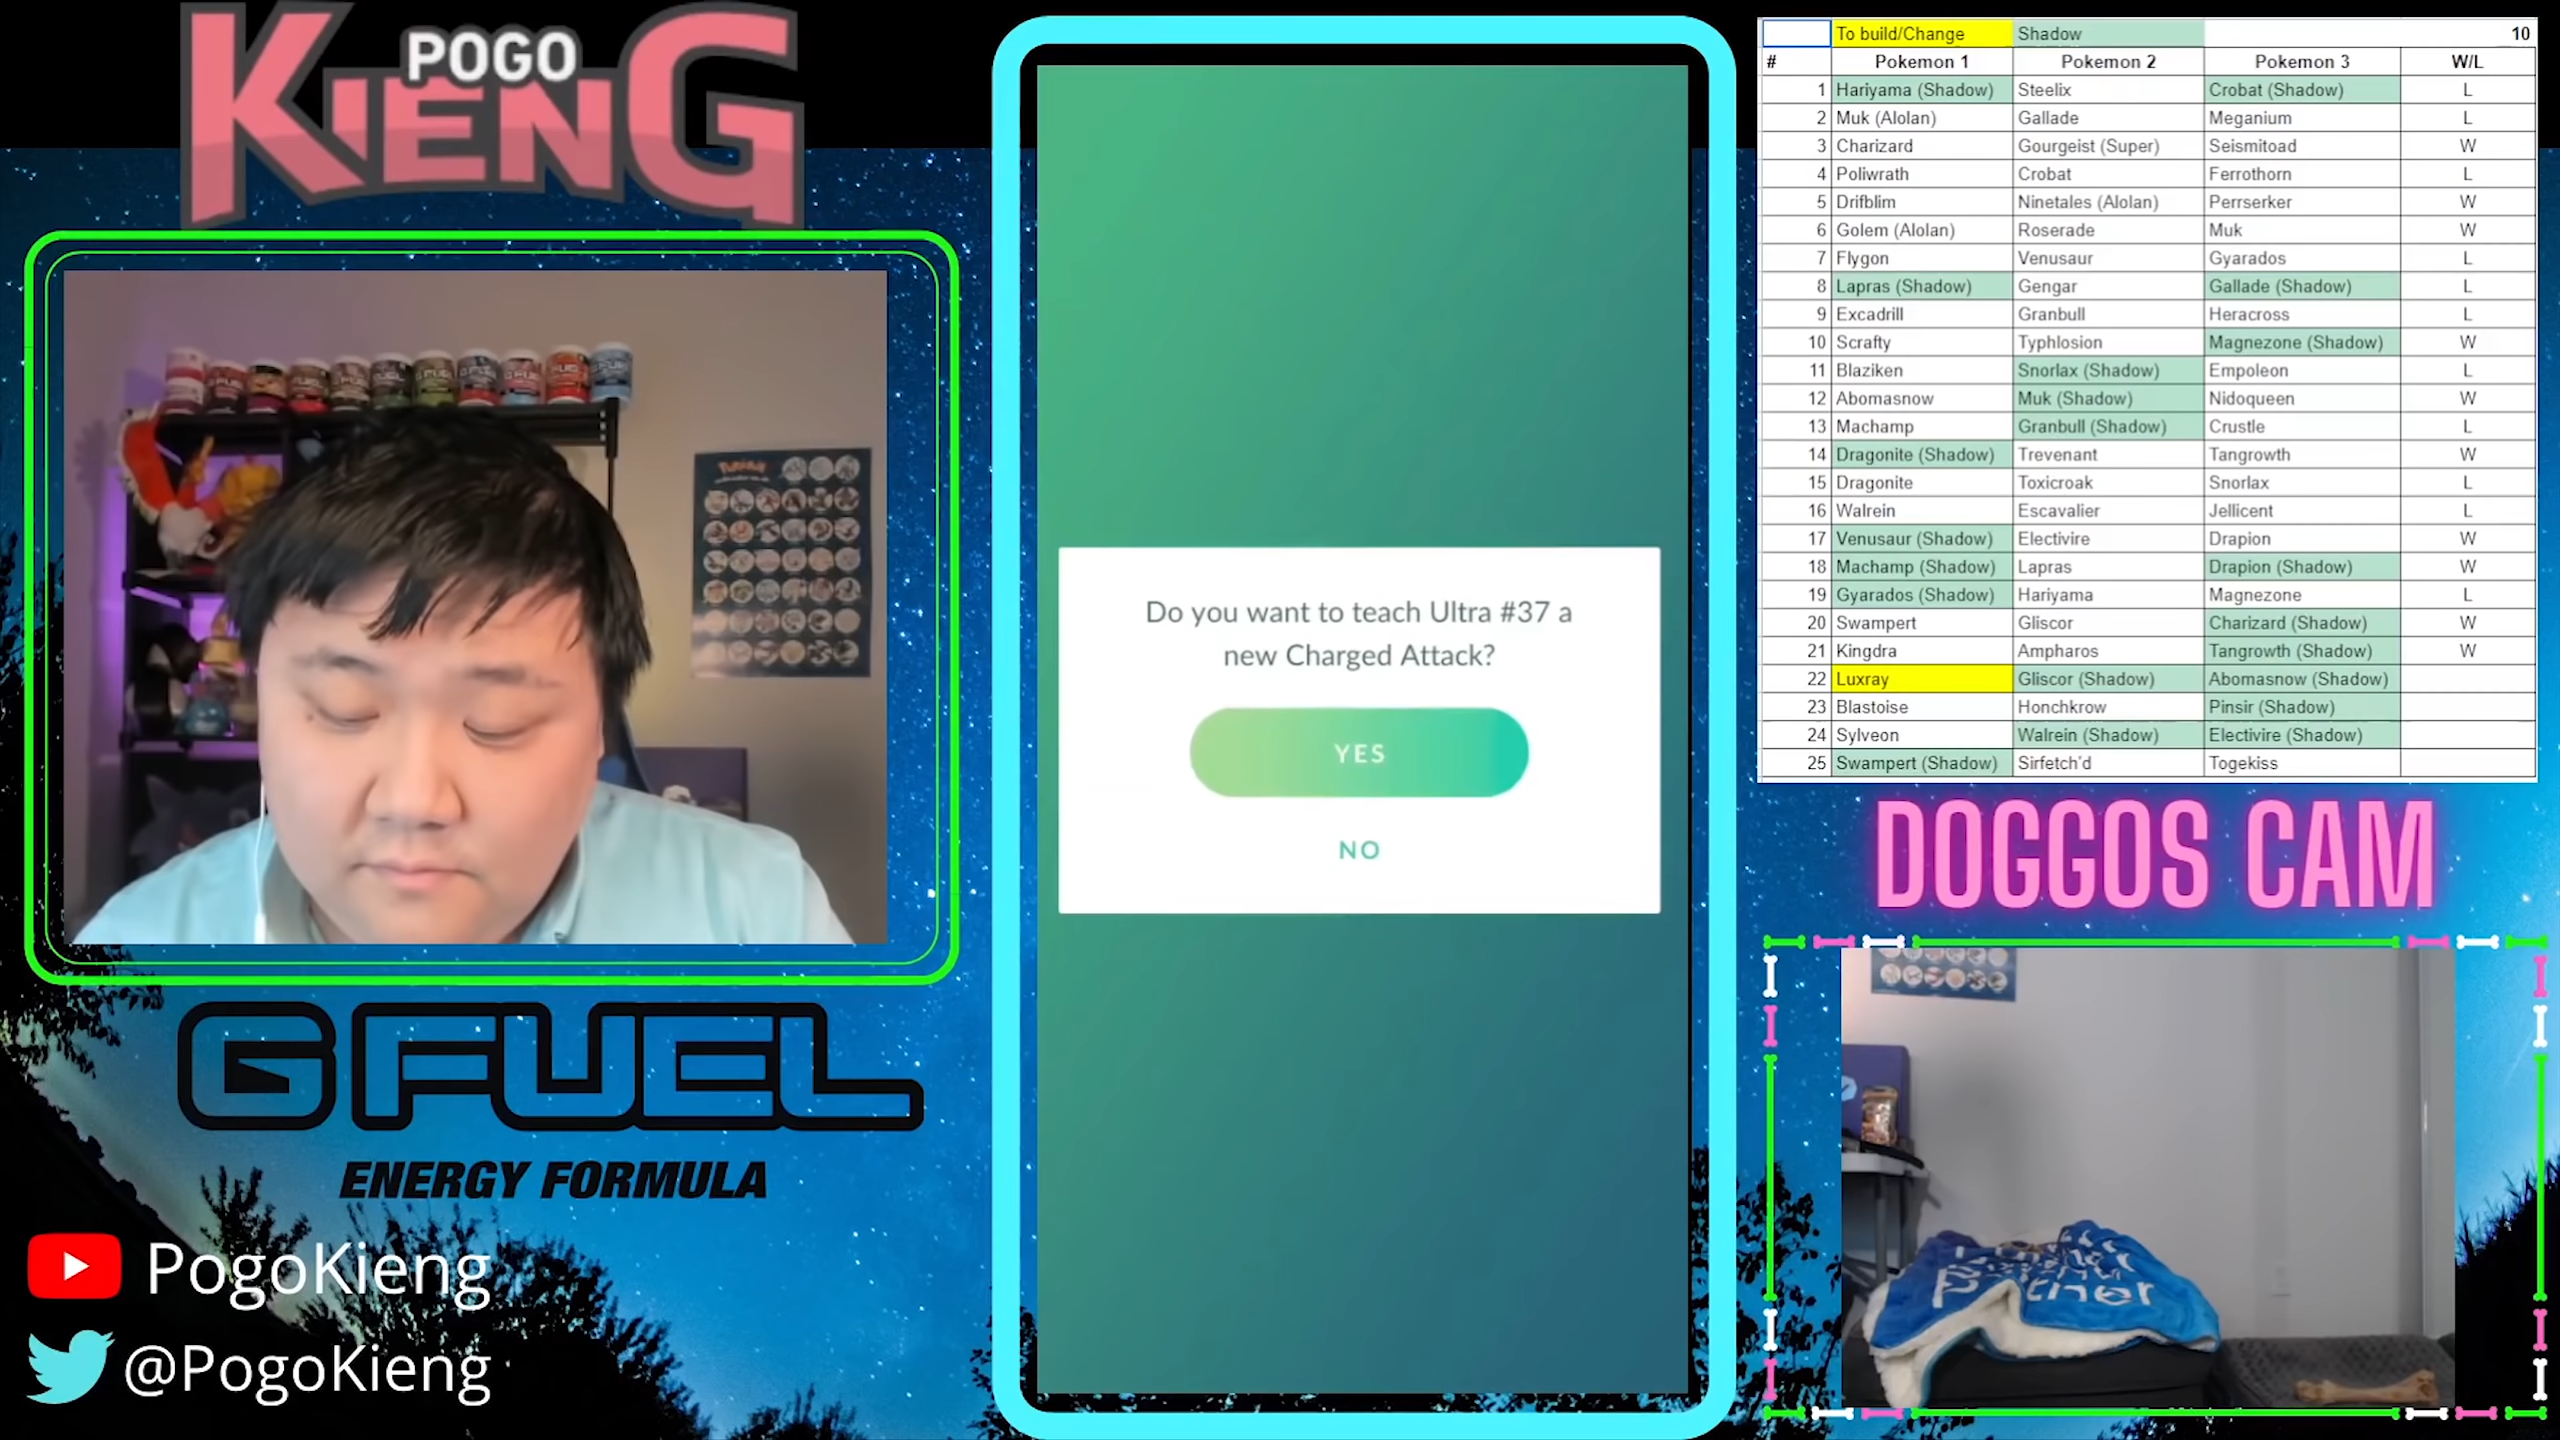 POGO
KIENG
G FUEL
ENERGY FORMULA
PogoKieng
@PogoKieng
Do you want to teach Ultra #37 a
new Charged Attack?
YES
NO
To build/Change Shadow 10
# Pokemon 1 Pokemon 2 Pokemon 3 W/L
1 Hariyama (Shadow) Steelix Crobat (Shadow) L
2 Muk (Alolan) Gallade Meganium L
3 Charizard Gourgeist (Super) Seismitoad W
4 Poliwrath Crobat Ferrothorn L
5 Drifblim Ninetales (Alolan) Perrserker W
6 Golem (Alolan) Roserade Muk W
7 Flygon Venusaur Gyarados L
8 Lapras (Shadow) Gengar Gallade (Shadow) L
9 Excadrill Granbull Heracross L
10 Scrafty Typhlosion Magnezone (Shadow) W
11 Blaziken Snorlax (Shadow) Empoleon L
12 Abomasnow Muk (Shadow) Nidoqueen W
13 Machamp Granbull (Shadow) Crustle L
14 Dragonite (Shadow) Trevenant Tangrowth W
15 Dragonite Toxicroak Snorlax L
16 Walrein Escavalier Jellicent L
17 Venusaur (Shadow) Electivire Drapion W
18 Machamp (Shadow) Lapras Drapion (Shadow) W
19 Gyarados (Shadow) Hariyama Magnezone L
20 Swampert Gliscor Charizard (Shadow) W
21 Kingdra Ampharos Tangrowth (Shadow) W
22 Luxray Gliscor (Shadow) Abomasnow (Shadow)
23 Blastoise Honchkrow Pinsir (Shadow)
24 Sylveon Walrein (Shadow) Electivire (Shadow)
25 Swampert (Shadow) Sirfetch'd Togekiss
DOGGOS CAM